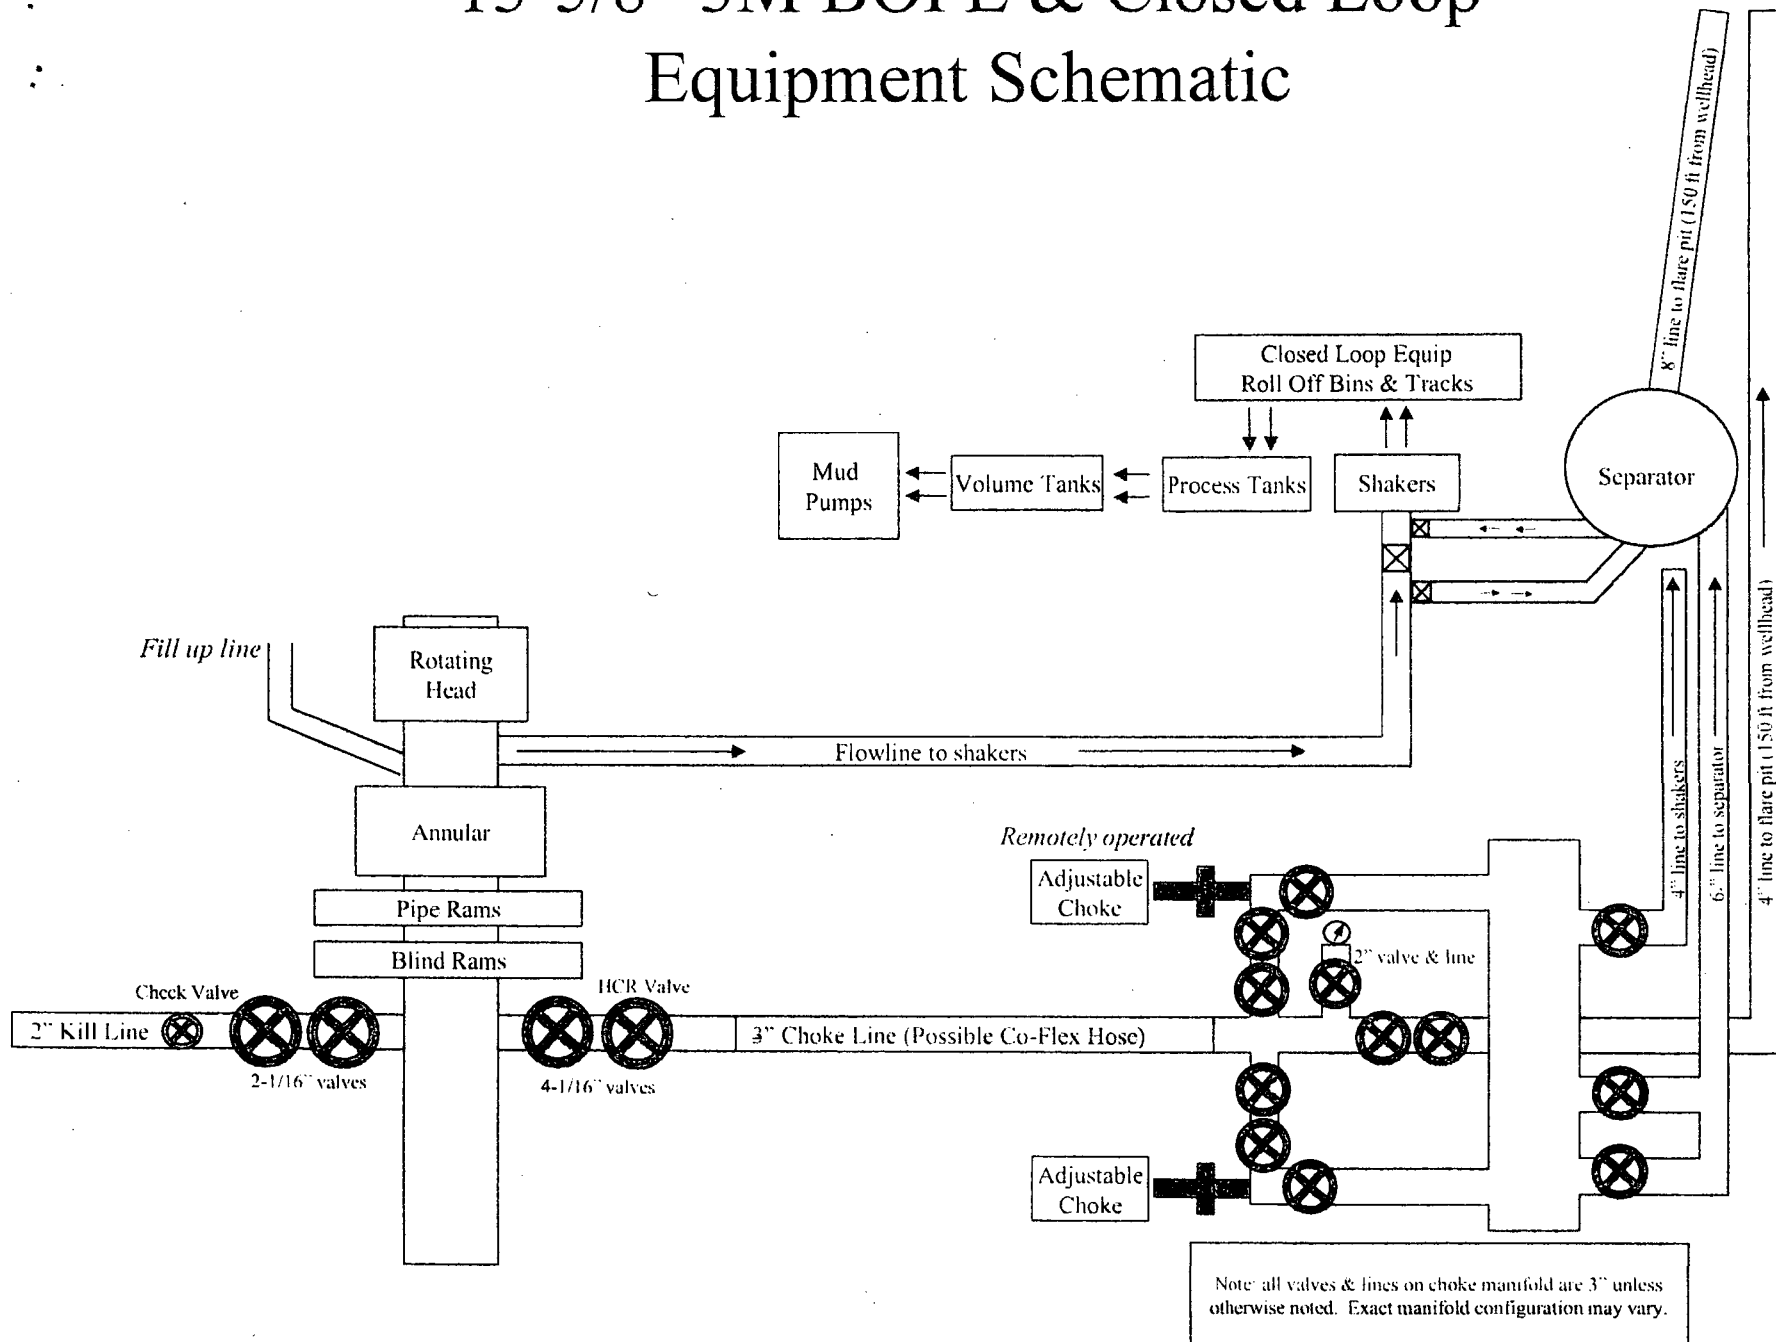 Equipment Schematic
8" line to flare pit (150 ft from wellhead)
Closed Loop Equip
Roll Off Bins & Tracks
Mud
Pumps
Volume Tanks
Process Tanks
Shakers
Separator
Fill up line
Rotating
Head
Flowline to shakers
Annular
Pipe Rams
Blind Rams
Remotely operated
Adjustable
Choke
2" valve & line
4" line to shakers
6" line to separator
4" line to flare pit (150 ft from wellhead)
Check Valve
HCR Valve
2" Kill Line
3" Choke Line (Possible Co-Flex Hose)
2-1/16" valves
4-1/16" valves
Adjustable
Choke
Note: all valves & lines on choke manifold are 3" unless
otherwise noted. Exact manifold configuration may vary.